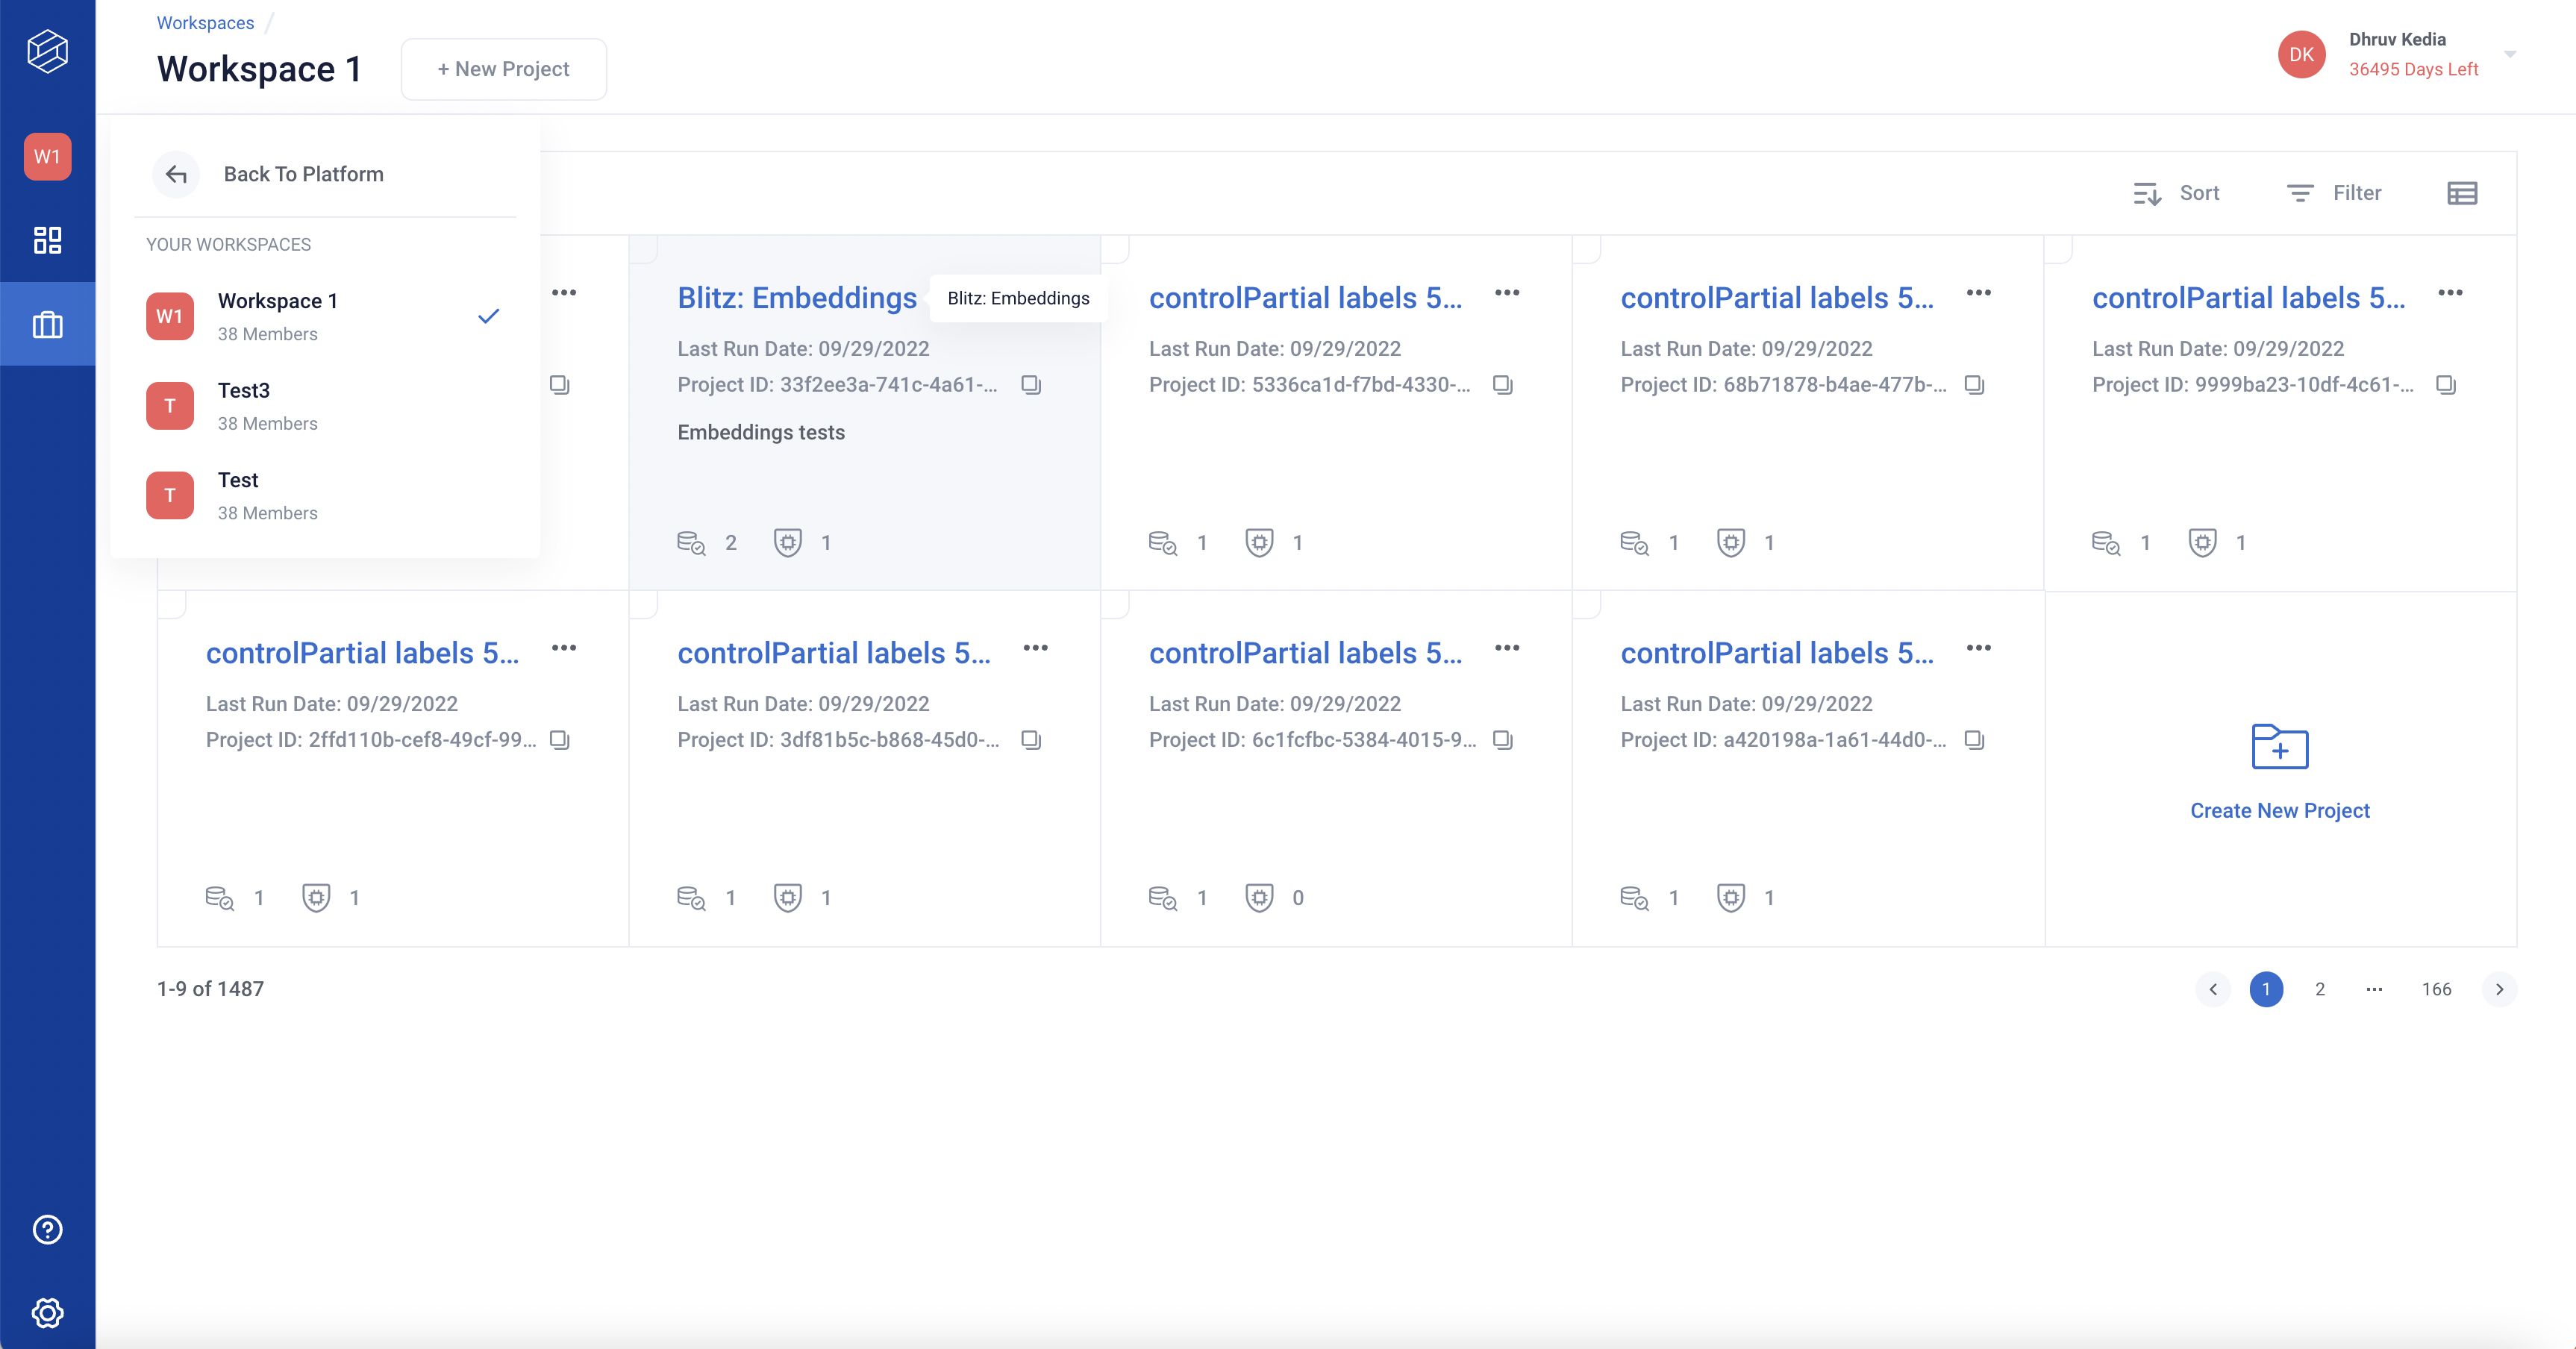 Workspaces /
Workspace 1
+ New Project
DK
Dhruv Kedia
36495 Days Left
W1
Back To Platform
YOUR WORKSPACES
W1
Workspace 1
38 Members
T
Test3
38 Members
T
Test
38 Members
Sort
Filter
Blitz: Embeddings
Blitz: Embeddings
Last Run Date: 09/29/2022
Project ID: 33f2ee3a-741c-4a61-...
Embeddings tests
2 1
controlPartial labels 5...
Last Run Date: 09/29/2022
Project ID: 5336ca1d-f7bd-4330-...
1 1
controlPartial labels 5...
Last Run Date: 09/29/2022
Project ID: 68b71878-b4ae-477b-...
1 1
controlPartial labels 5...
Last Run Date: 09/29/2022
Project ID: 9999ba23-10df-4c61-...
1 1
controlPartial labels 5...
Last Run Date: 09/29/2022
Project ID: 2ffd110b-cef8-49cf-99...
1 1
controlPartial labels 5...
Last Run Date: 09/29/2022
Project ID: 3df81b5c-b868-45d0-...
1 1
controlPartial labels 5...
Last Run Date: 09/29/2022
Project ID: 6c1fcfbc-5384-4015-9...
1 0
controlPartial labels 5...
Last Run Date: 09/29/2022
Project ID: a420198a-1a61-44d0-...
1 1
Create New Project
1-9 of 1487
1 2 ... 166